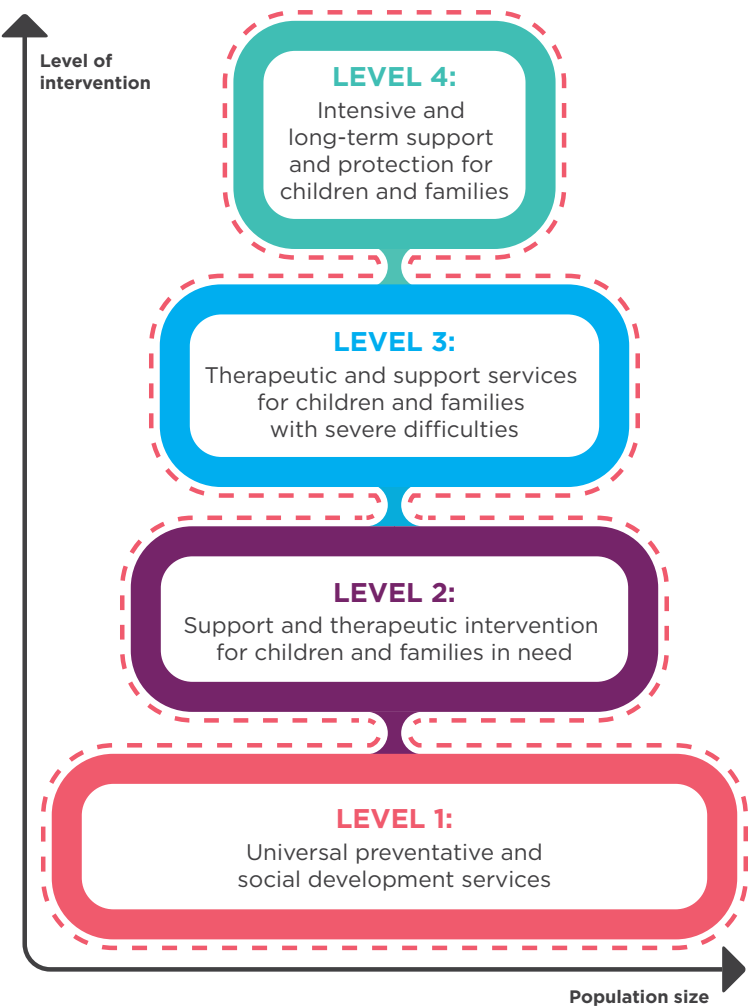 Level of
intervention
LEVEL 4:
Intensive and
long-term support
and protection for
children and families
LEVEL 3:
Therapeutic and support services
for children and families
with severe difficulties
LEVEL 2:
Support and therapeutic intervention
for children and families in need
LEVEL 1:
Universal preventative and
social development services
Population size